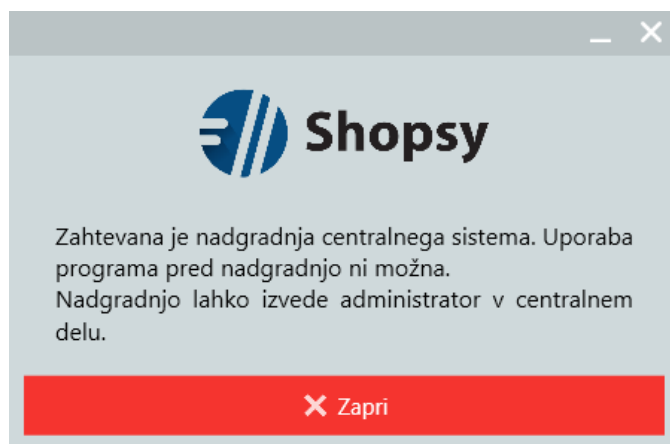 Shopsy
Zahtevana je nadgradnja centralnega sistema. Uporaba
programa pred nadgradnjo ni možna.
Nadgradnjo lahko izvede administrator v centralnem
delu.
Zapri